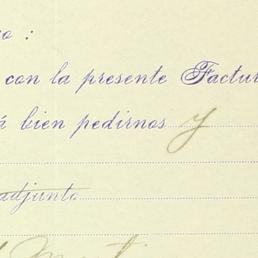 o :
con la presente Factur
á bien pedirnos y
adjunto